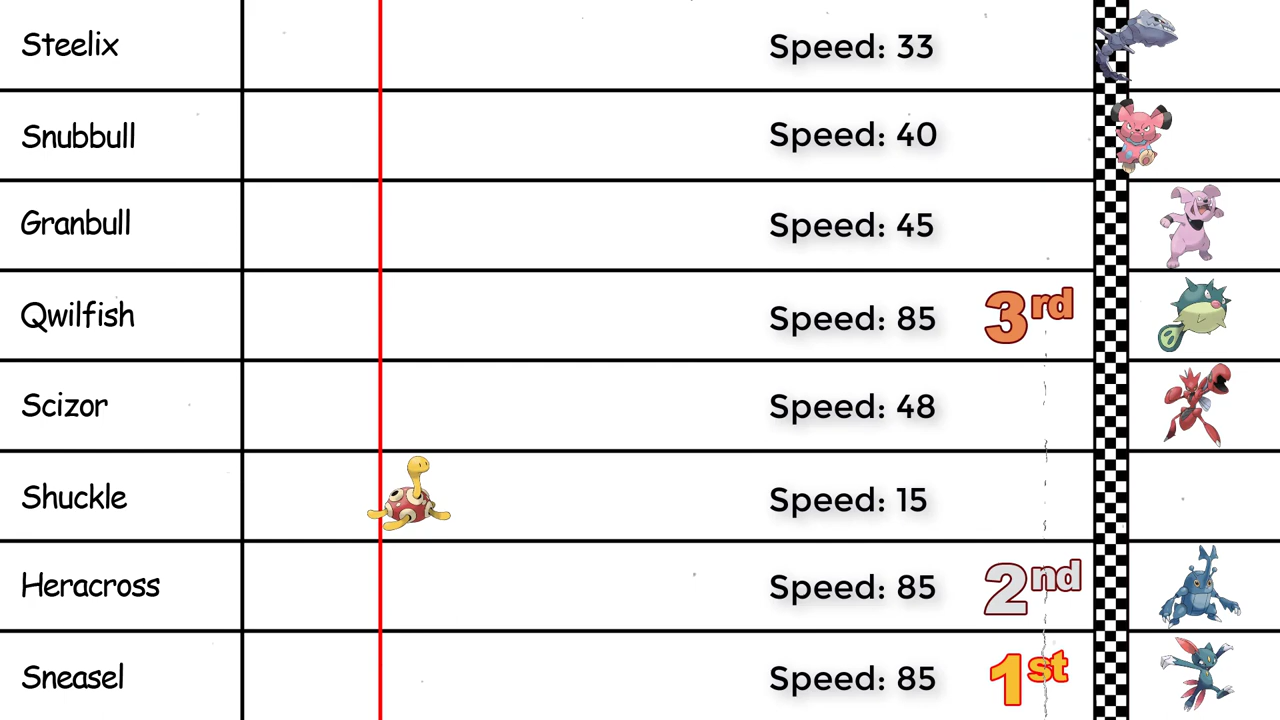 Steelix Speed: 33
Snubbull Speed: 40
Granbull Speed: 45
Qwilfish Speed: 85 3rd
Scizor Speed: 48
Shuckle Speed: 15
Heracross Speed: 85 2nd
Sneasel Speed: 85 1st